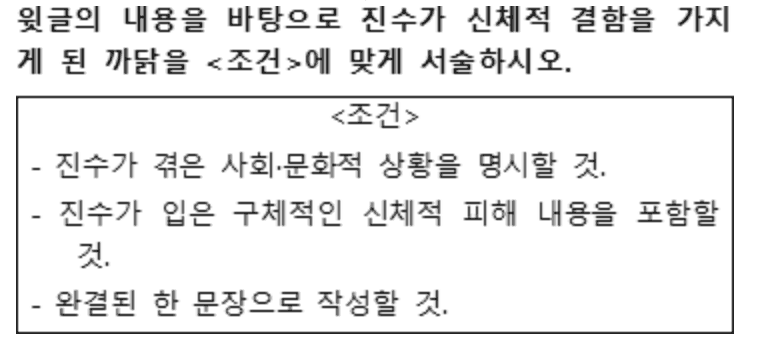 윗글의 내용을 바탕으로 진수가 신체적 결함을 가지
게 된 까닭을 <조건>에 맞게 서술하시오.
<조건>
- 진수가 겪은 사회·문화적 상황을 명시할 것.
- 진수가 입은 구체적인 신체적 피해 내용을 포함할
것.
- 완결된 한 문장으로 작성할 것.